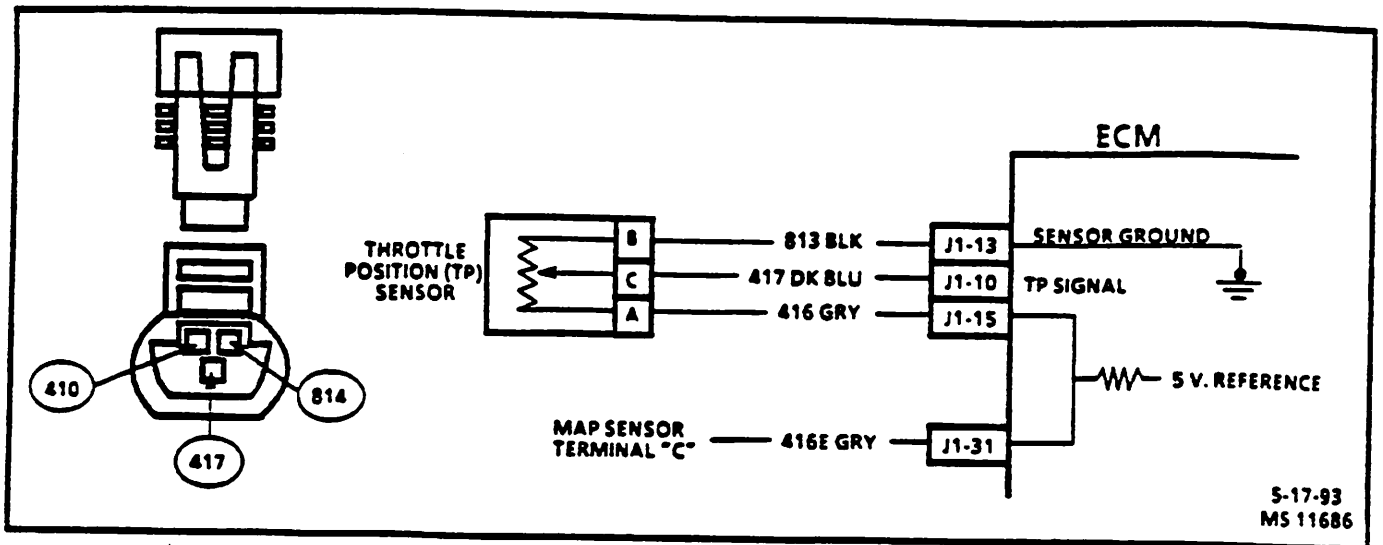 ECM
THROTTLE
POSITION (TP)
SENSOR
B
813 BLK
J1-13
SENSOR GROUND
C
417 DK BLU
J1-10
TP SIGNAL
A
416 GRY
J1-15
5 V. REFERENCE
410
814
417
MAP SENSOR
TERMINAL "C"
416E GRY
J1-31
5-17-93
MS 11686